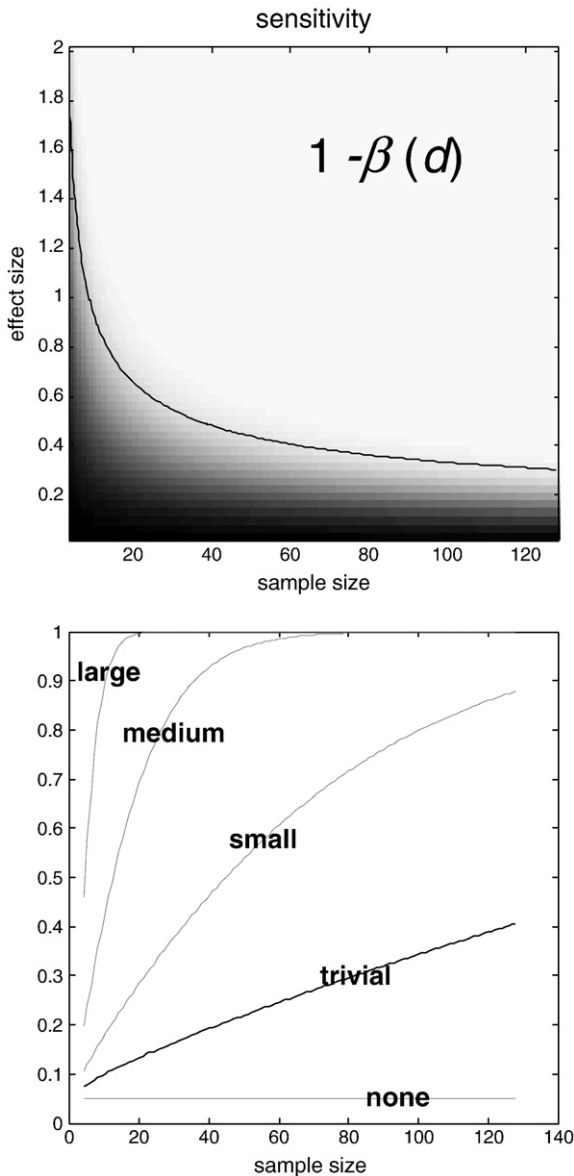 sensitivity
2
1.8
1.6
1.4
1.2
1
0.8
0.6
0.4
0.2
effect size
1 -β (d)
20 40 60 80 100 120
sample size
1
0.9
0.8
0.7
0.6
0.5
0.4
0.3
0.2
0.1
0
large
medium
small
trivial
none
0 20 40 60 80 100 120 140
sample size